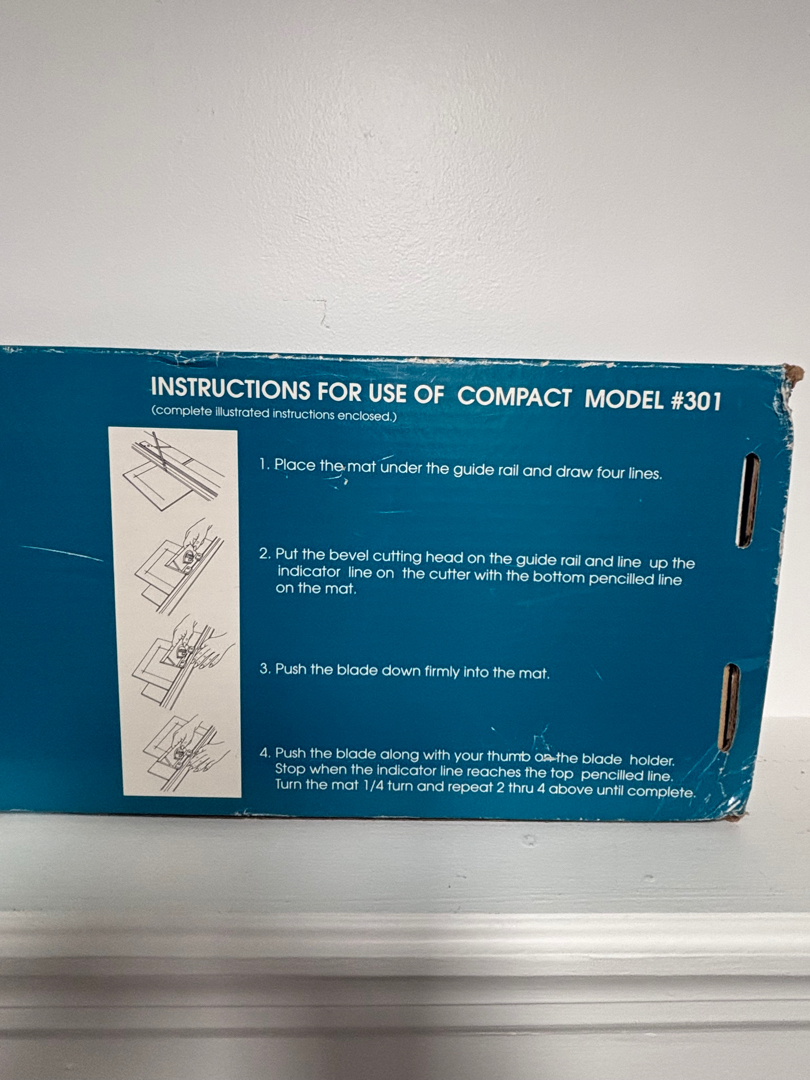 INSTRUCTIONS FOR USE OF COMPACT MODEL #301
(complete illustrated instructions enclosed.)
1. Place the mat under the guide rail and draw four lines.
2. Put the bevel cutting head on the guide rail and line up the
indicator line on the cutter with the bottom pencilled line
on the mat.
3. Push the blade down firmly into the mat.
4. Push the blade along with your thumb on the blade holder.
Stop when the indicator line reaches the top pencilled line.
Turn the mat 1/4 turn and repeat 2 thru 4 above until complete.